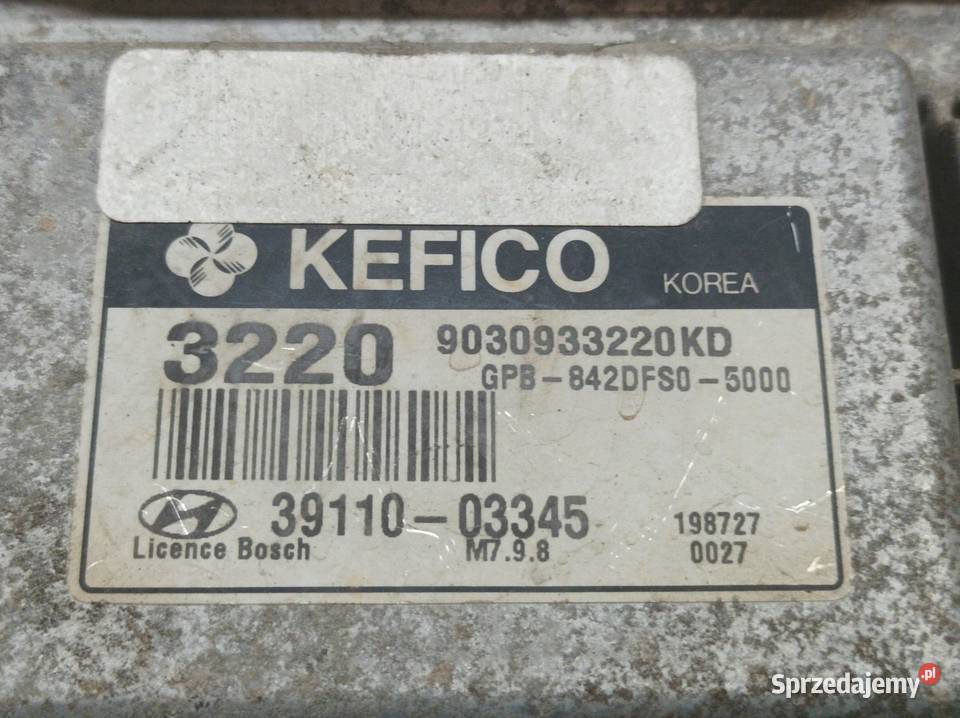 KEFICO KOREA
3220 9030933220KD
GPB-842DFS0-5000
39110-03345 198727
Licence Bosch M7.9.8 0027
Sprzedajemy.pl